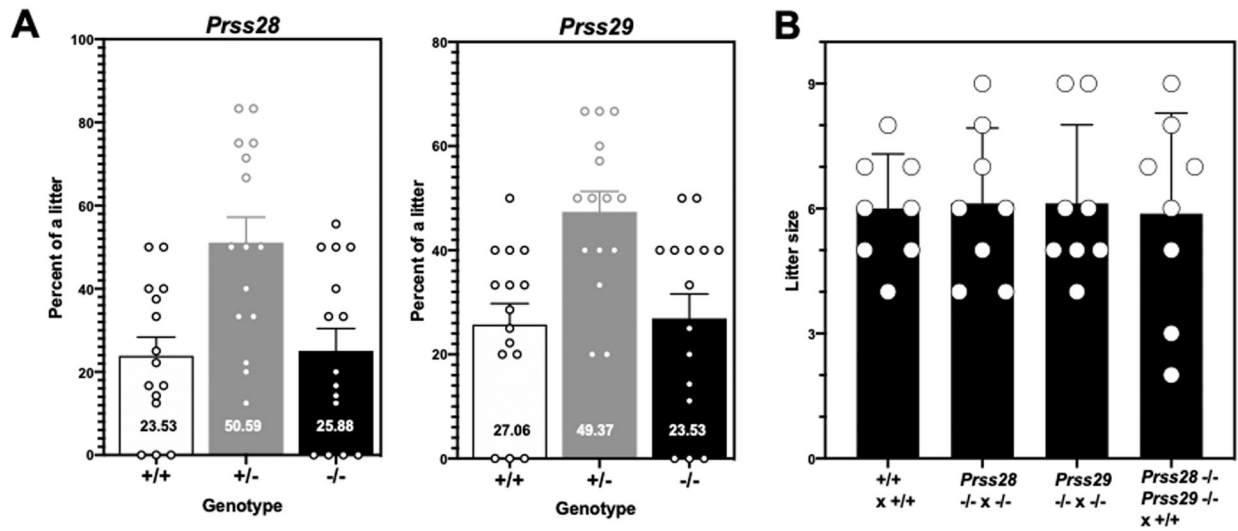 A
B
Prss28
Prss29
100
80
60
40
20
0
Percent of a litter
23.53
50.59
25.88
+/+
+/-
-/-
Genotype
80
60
40
20
0
Percent of a litter
27.06
49.37
23.53
+/+
+/-
-/-
Genotype
9
6
3
0
Litter size
+/+
x +/+
Prss28
-/- x -/-
Prss29
-/- x -/-
Prss28 -/-
Prss29 -/-
x +/+